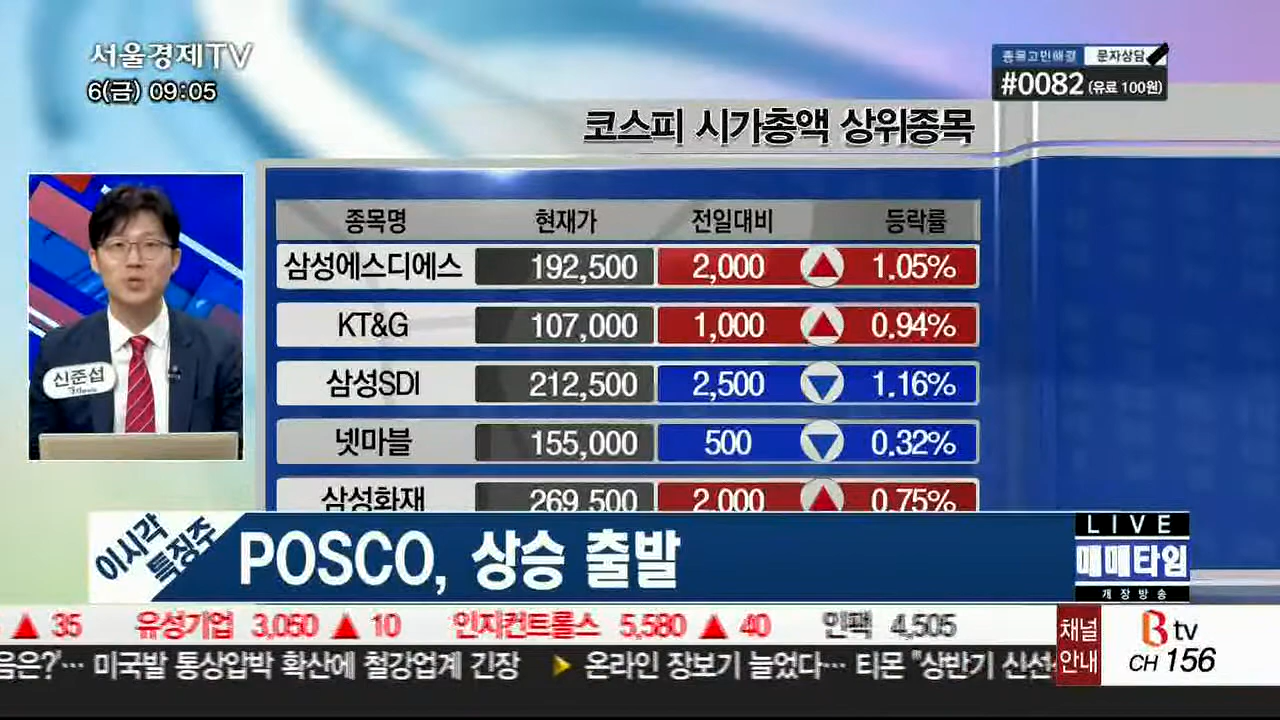 서울경제TV
6(금) 09:05
종목고민해결 문자상담
#0082 (유료 100원)
코스피 시가총액 상위종목
종목명 현재가 전일대비 등락률
삼성에스디에스 192,500 2,000 ▲ 1.05%
KT&G 107,000 1,000 ▲ 0.94%
삼성SDI 212,500 2,500 ▼ 1.16%
넷마블 155,000 500 ▼ 0.32%
삼성화재 269,500 2,000 ▲ 0.75%
신준섭
이시각 특징주
POSCO, 상승 출발
LIVE
매매타임
개장방송
▲ 35 유성기업 3,060 ▲ 10 인지컨트롤스 5,580 ▲ 40 인팩 4,505
음은?'… 미국발 통상압박 확산에 철강업계 긴장 ▶ 온라인 장보기 늘었다… 티몬 "상반기 신선
채널안내
B tv
CH 156